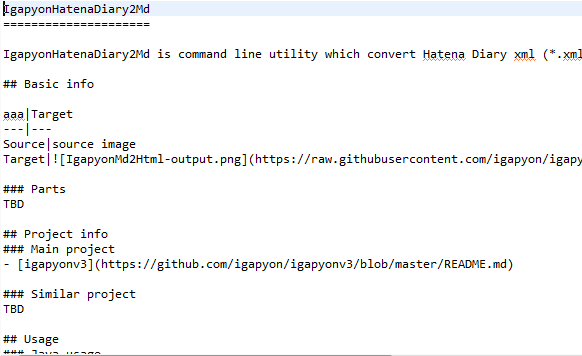 IgapyonHatenaDiary2Md
=====================
IgapyonHatenaDiary2Md is command line utility which convert Hatena Diary xml (*.xml
## Basic info
aaa|Target
---|---
Source|source image
Target|![IgapyonMd2Html-output.png](https://raw.githubusercontent.com/igapyon/igapy
### Parts
TBD
## Project info
### Main project
- [igapyonv3](https://github.com/igapyon/igapyonv3/blob/master/README.md)
### Similar project
TBD
## Usage
### Java usage